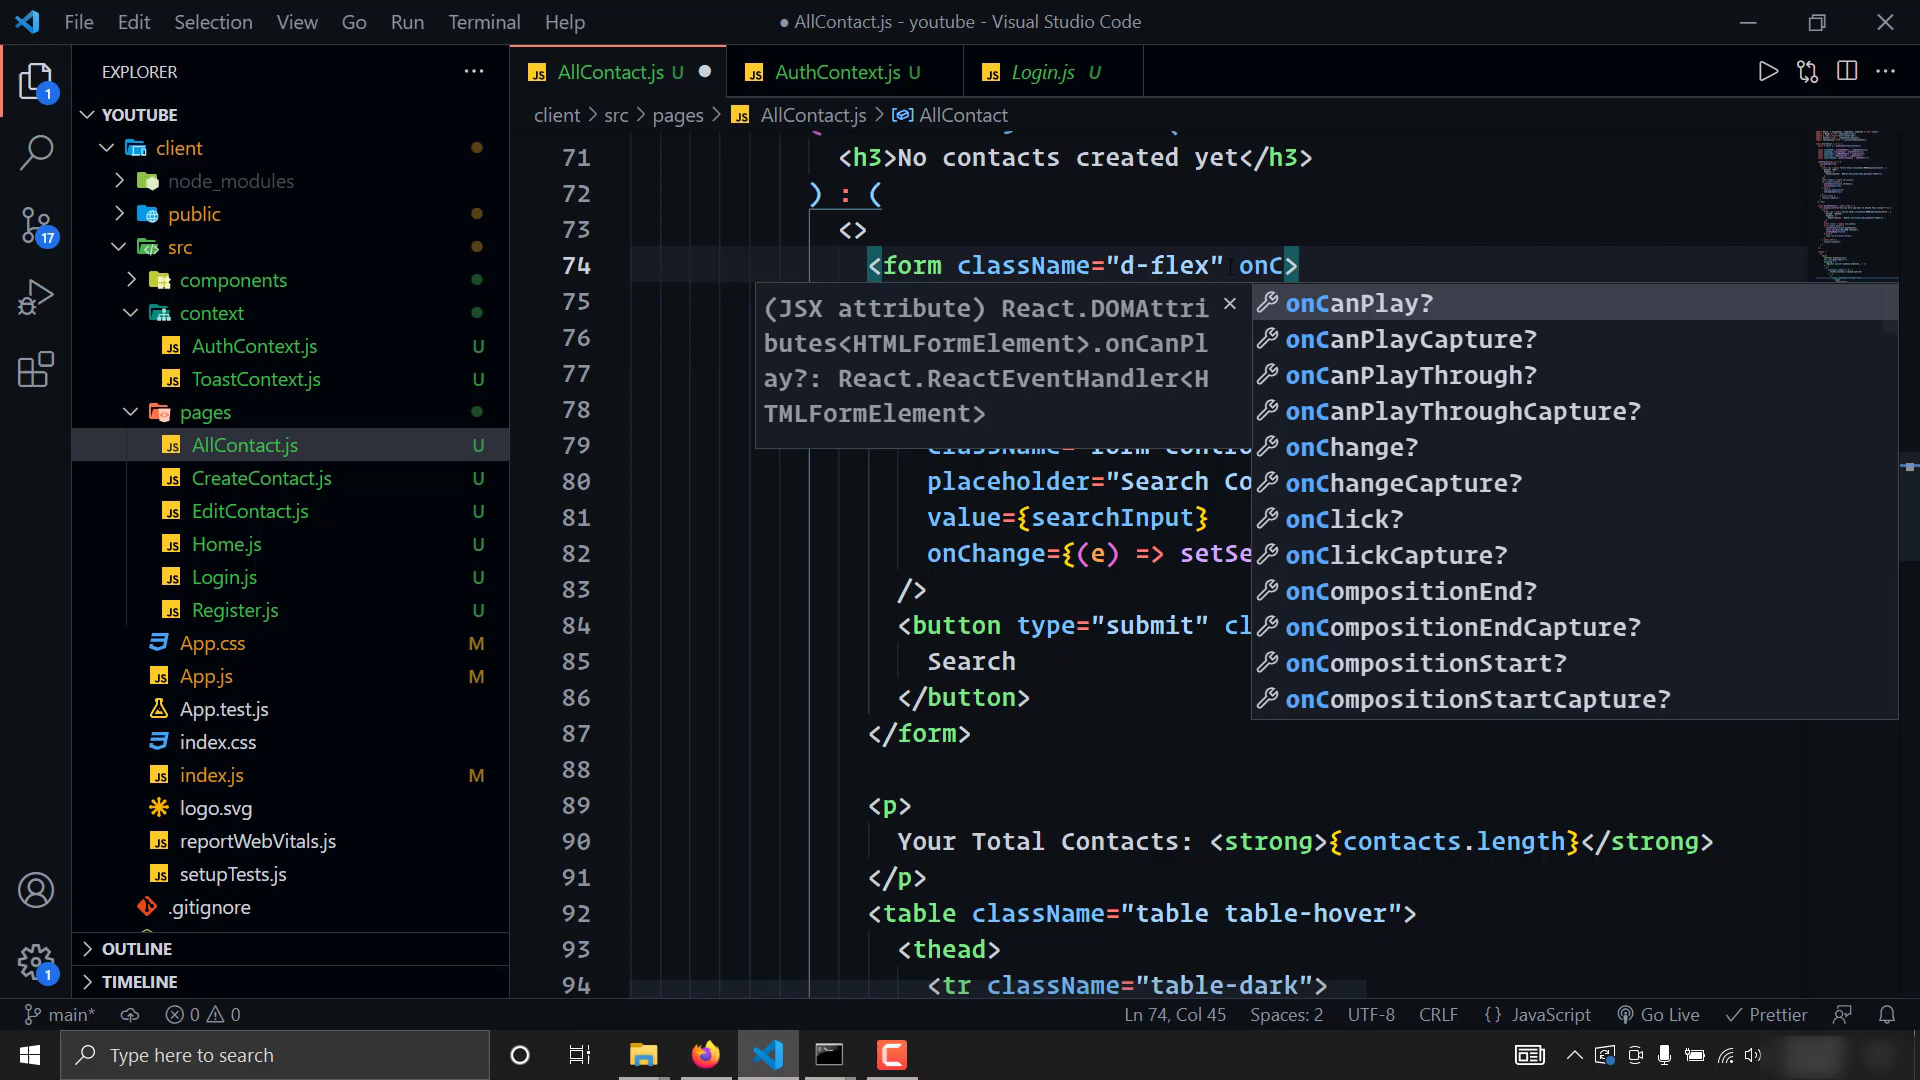 File Edit Selection View Go Run Terminal Help
● AllContact.js - youtube - Visual Studio Code
EXPLORER
AllContact.js U
AuthContext.js U
Login.js U
client > src > pages > AllContact.js > AllContact
1
17
1
YOUTUBE
client
node_modules
public
src
components
context
AuthContext.js U
ToastContext.js U
pages
AllContact.js U
CreateContact.js U
EditContact.js U
Home.js U
Login.js U
Register.js U
App.css M
App.js M
App.test.js
index.css
index.js M
logo.svg
reportWebVitals.js
setupTests.js
.gitignore
OUTLINE
TIMELINE
71 <h3>No contacts created yet</h3>
72 ) : (
73 <>
74 <form className="d-flex" onC>
75
76
77
78
79
80 placeholder="Search Co
81 value={searchInput}
82 onChange={(e) => setSe
83 />
84 <button type="submit" cl
85 Search
86 </button>
87 </form>
88
89 <p>
90 Your Total Contacts: <strong>{contacts.length}</strong>
91 </p>
92 <table className="table table-hover">
93 <thead>
94 <tr className="table-dark">
(JSX attribute) React.DOMAttri
butes<HTMLFormElement>.onCanPl
ay?: React.ReactEventHandler<H
TMLFormElement>
onCanPlay?
onCanPlayCapture?
onCanPlayThrough?
onCanPlayThroughCapture?
onChange?
onChangeCapture?
onClick?
onClickCapture?
onCompositionEnd?
onCompositionEndCapture?
onCompositionStart?
onCompositionStartCapture?
main* 0 0
Ln 74, Col 45 Spaces: 2 UTF-8 CRLF {} JavaScript Go Live Prettier
Type here to search